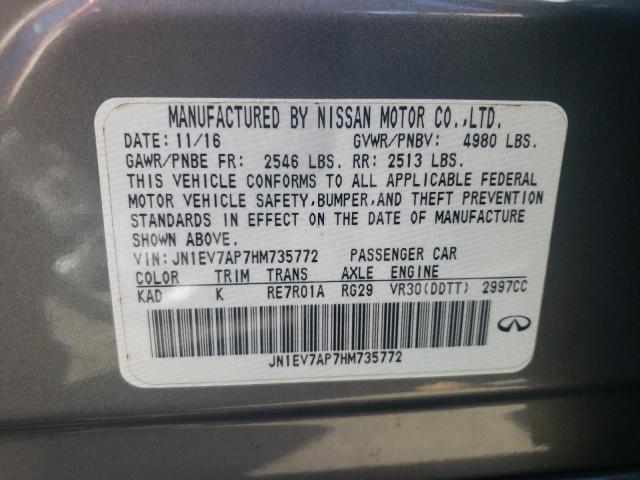 MANUFACTURED BY NISSAN MOTOR CO.,LTD.
DATE: 11/16 GVWR/PNBV: 4980 LBS.
GAWR/PNBE FR: 2546 LBS. RR: 2513 LBS.
THIS VEHICLE CONFORMS TO ALL APPLICABLE FEDERAL
MOTOR VEHICLE SAFETY,BUMPER,AND THEFT PREVENTION
STANDARDS IN EFFECT ON THE DATE OF MANUFACTURE
SHOWN ABOVE.
VIN: JN1EV7AP7HM735772 PASSENGER CAR
COLOR TRIM TRANS AXLE ENGINE
KAD K RE7R01A RG29 VR30(DDTT) 2997CC
JN1EV7AP7HM735772